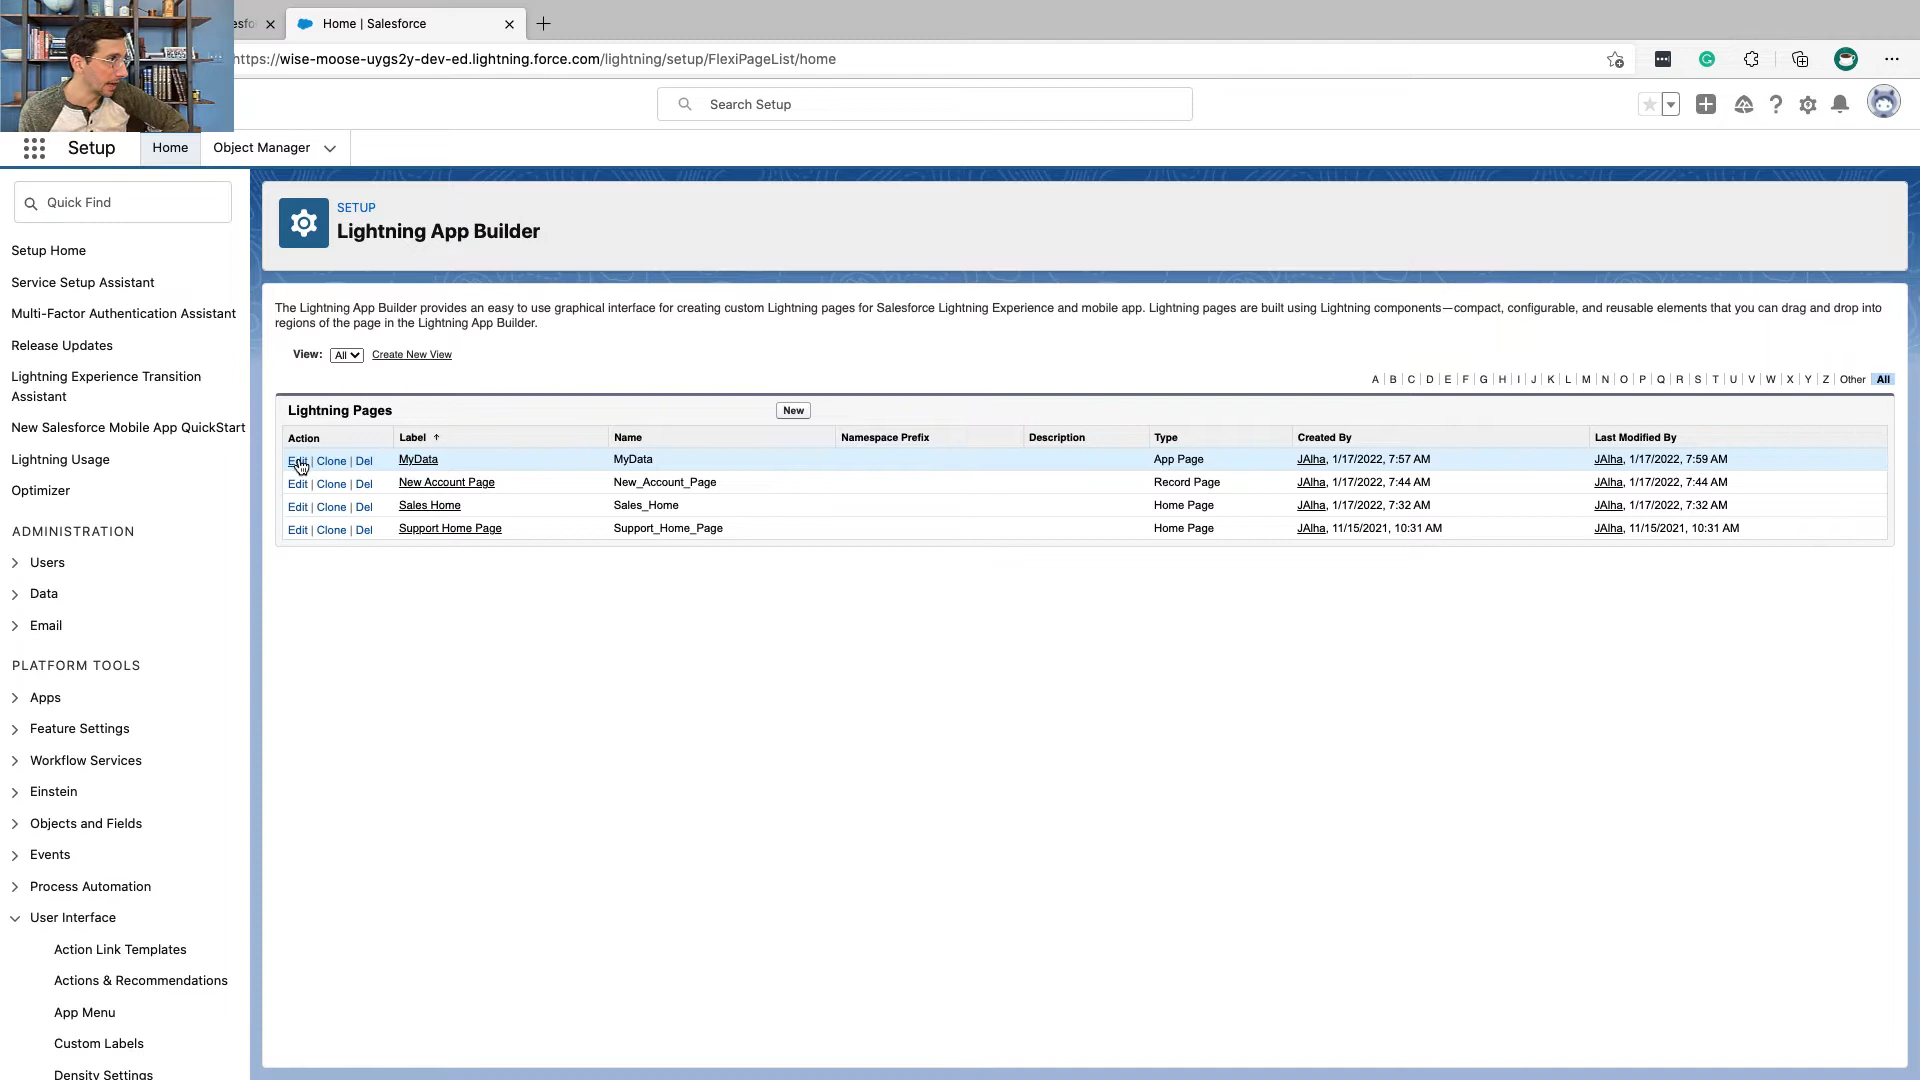 Home | Salesforce
https://wise-moose-uygs2y-dev-ed.lightning.force.com/lightning/setup/FlexiPageList/home
Search Setup
Setup Home Object Manager
Quick Find
Setup Home
Service Setup Assistant
Multi-Factor Authentication Assistant
Release Updates
Lightning Experience Transition
Assistant
New Salesforce Mobile App QuickStart
Lightning Usage
Optimizer
ADMINISTRATION
Users
Data
Email
PLATFORM TOOLS
Apps
Feature Settings
Workflow Services
Einstein
Objects and Fields
Events
Process Automation
User Interface
Action Link Templates
Actions & Recommendations
App Menu
Custom Labels
Density Settings
SETUP
Lightning App Builder
The Lightning App Builder provides an easy to use graphical interface for creating custom Lightning pages for Salesforce Lightning Experience and mobile app. Lightning pages are built using Lightning components—compact, configurable, and reusable elements that you can drag and drop into
regions of the page in the Lightning App Builder.
View: All Create New View
A | B | C | D | E | F | G | H | I | J | K | L | M | N | O | P | Q | R | S | T | U | V | W | X | Y | Z | Other All
Lightning Pages New
Action Label ↑ Name Namespace Prefix Description Type Created By Last Modified By
Edit | Clone | Del MyData MyData App Page JAlha, 1/17/2022, 7:57 AM JAlha, 1/17/2022, 7:59 AM
Edit | Clone | Del New Account Page New_Account_Page Record Page JAlha, 1/17/2022, 7:44 AM JAlha, 1/17/2022, 7:44 AM
Edit | Clone | Del Sales Home Sales_Home Home Page JAlha, 1/17/2022, 7:32 AM JAlha, 1/17/2022, 7:32 AM
Edit | Clone | Del Support Home Page Support_Home_Page Home Page JAlha, 11/15/2021, 10:31 AM JAlha, 11/15/2021, 10:31 AM